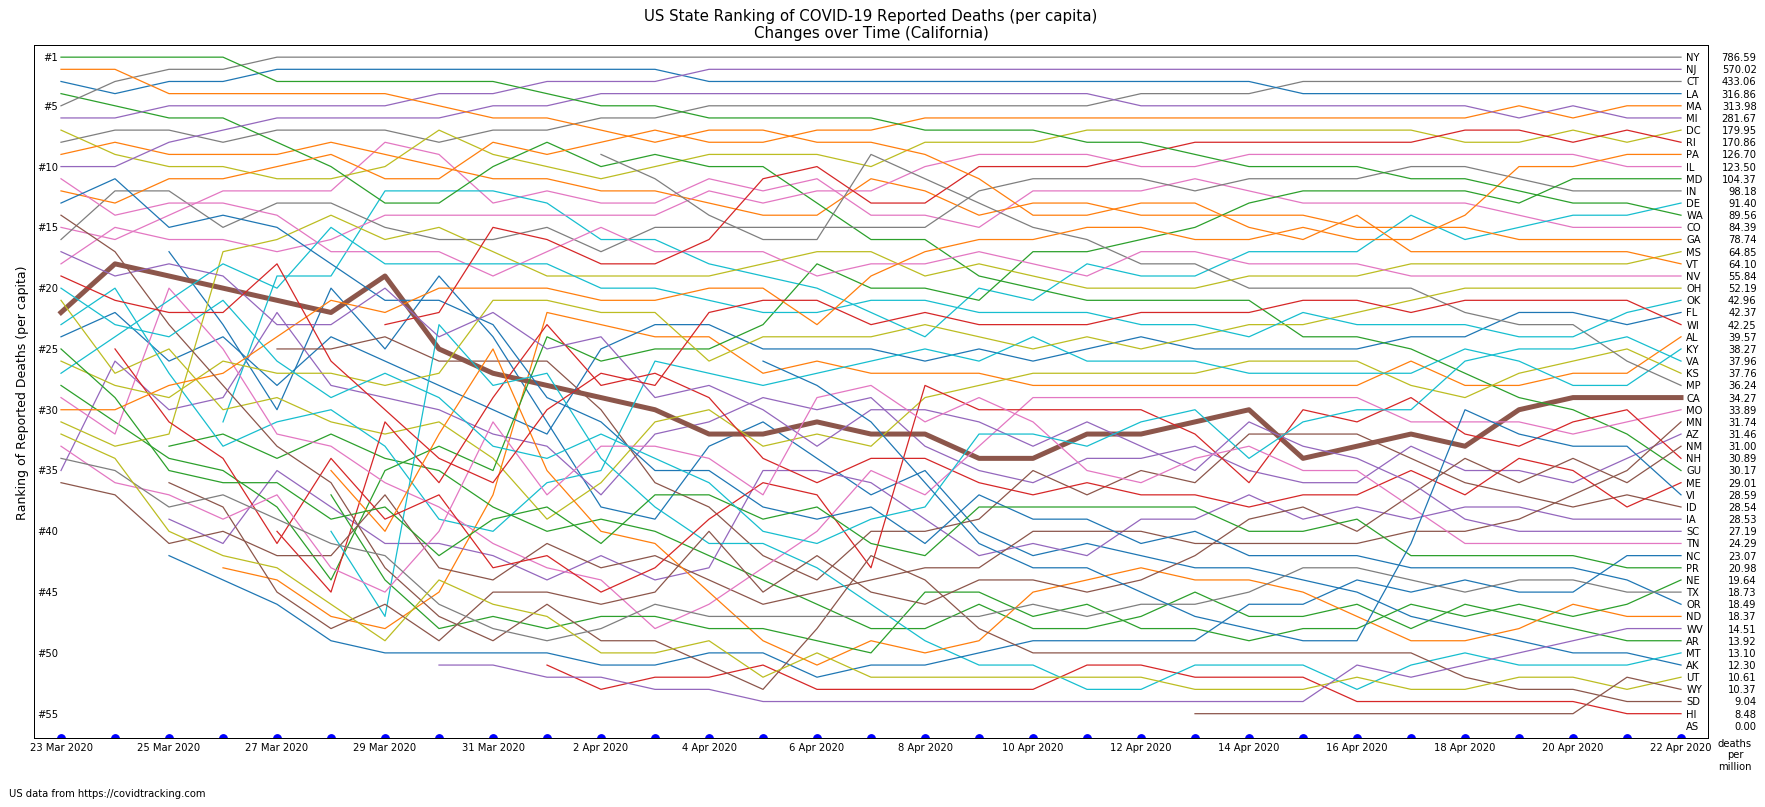 US State Ranking of COVID-19 Reported Deaths (per capita)
Changes over Time (California)
Ranking of Reported Deaths (per capita)
#1
#5
#10
#15
#20
#25
#30
#35
#40
#45
#50
#55
NY 786.59
NJ 570.02
CT 433.06
LA 316.86
MA 313.98
MI 281.67
DC 179.95
RI 170.86
PA 126.70
IL 123.50
MD 104.37
IN 98.18
DE 91.40
WA 89.56
CO 84.39
GA 78.74
MS 64.85
VT 64.10
NV 55.84
OH 52.19
OK 42.96
FL 42.37
WI 42.25
AL 39.57
KY 38.27
VA 37.96
KS 37.76
MP 36.24
CA 34.27
MO 33.89
MN 31.74
AZ 31.46
NM 31.00
NH 30.89
GU 30.17
ME 29.01
VI 28.59
ID 28.54
IA 28.53
SC 27.19
TN 24.29
NC 23.07
PR 20.98
NE 19.64
TX 18.73
OR 18.49
ND 18.37
WV 14.51
AR 13.92
MT 13.10
AK 12.30
UT 10.61
WY 10.37
SD 9.04
HI 8.48
AS 0.00
23 Mar 2020 25 Mar 2020 27 Mar 2020 29 Mar 2020 31 Mar 2020 2 Apr 2020 4 Apr 2020 6 Apr 2020 8 Apr 2020 10 Apr 2020 12 Apr 2020 14 Apr 2020 16 Apr 2020 18 Apr 2020 20 Apr 2020 22 Apr 2020
deaths
per
million
US data from https://covidtracking.com